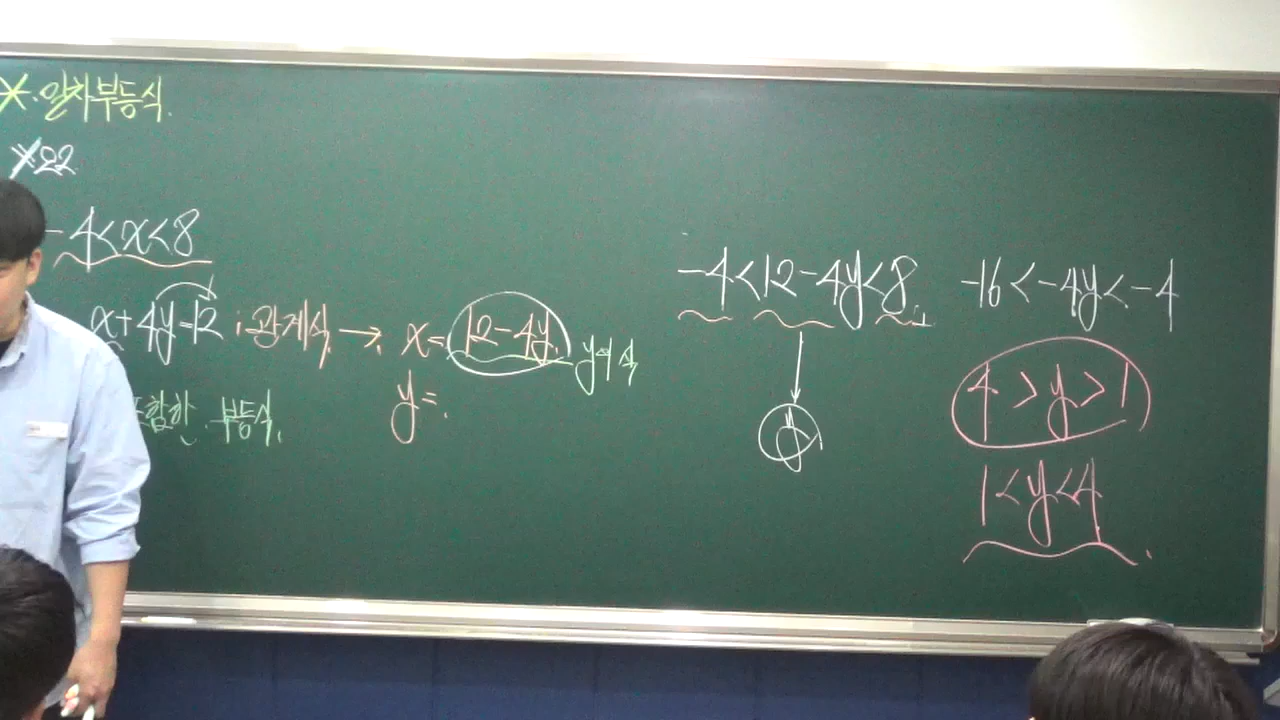 *. 일차부등식.
*22
-4<x<8
x+4y=12 : 관계식. → x=12-4y. y에 식
y=.
포함한. 부등식.
-4<12-4y<8.
y
-16<-4y<-4
4>y>1
1<y<4